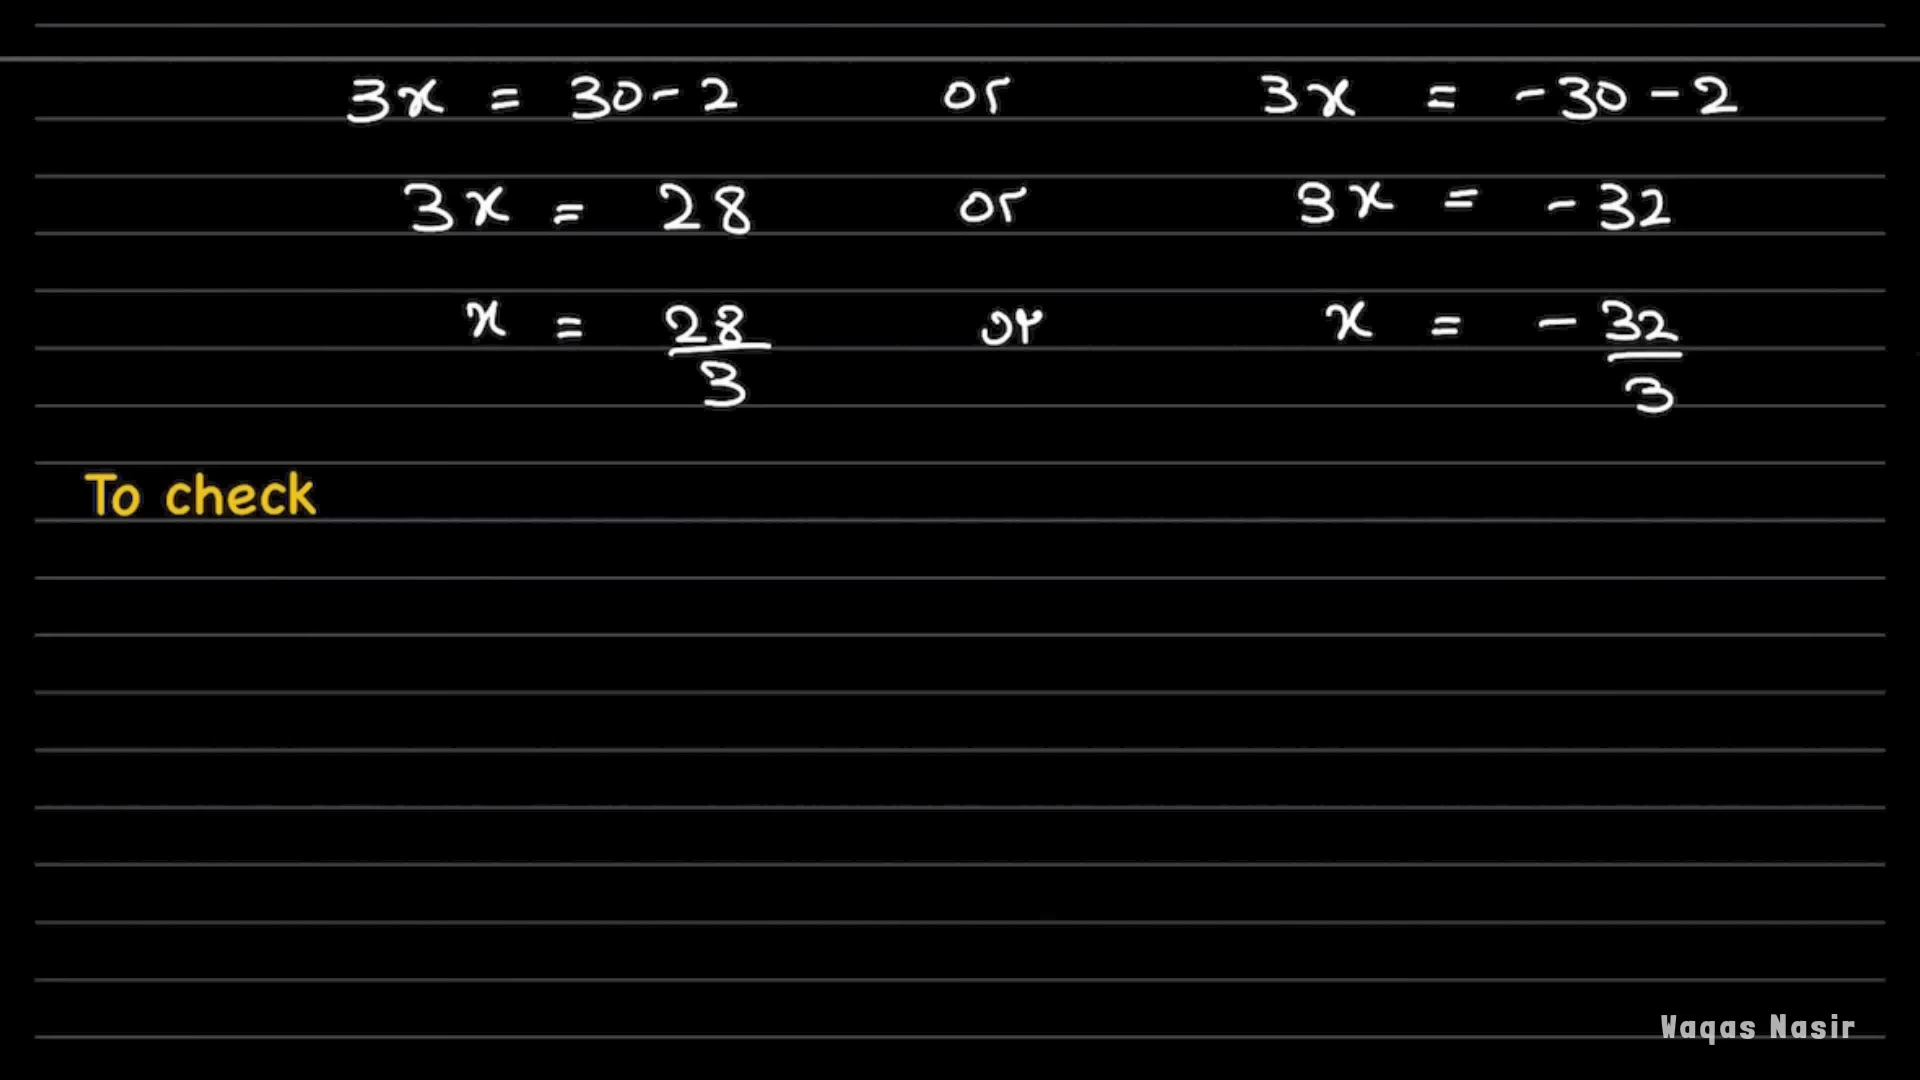 3x = 30 - 2 or 3x = -30 - 2
3x = 28 or 3x = -32
x = 28/3 or x = -32/3
To check
Waqas Nasir